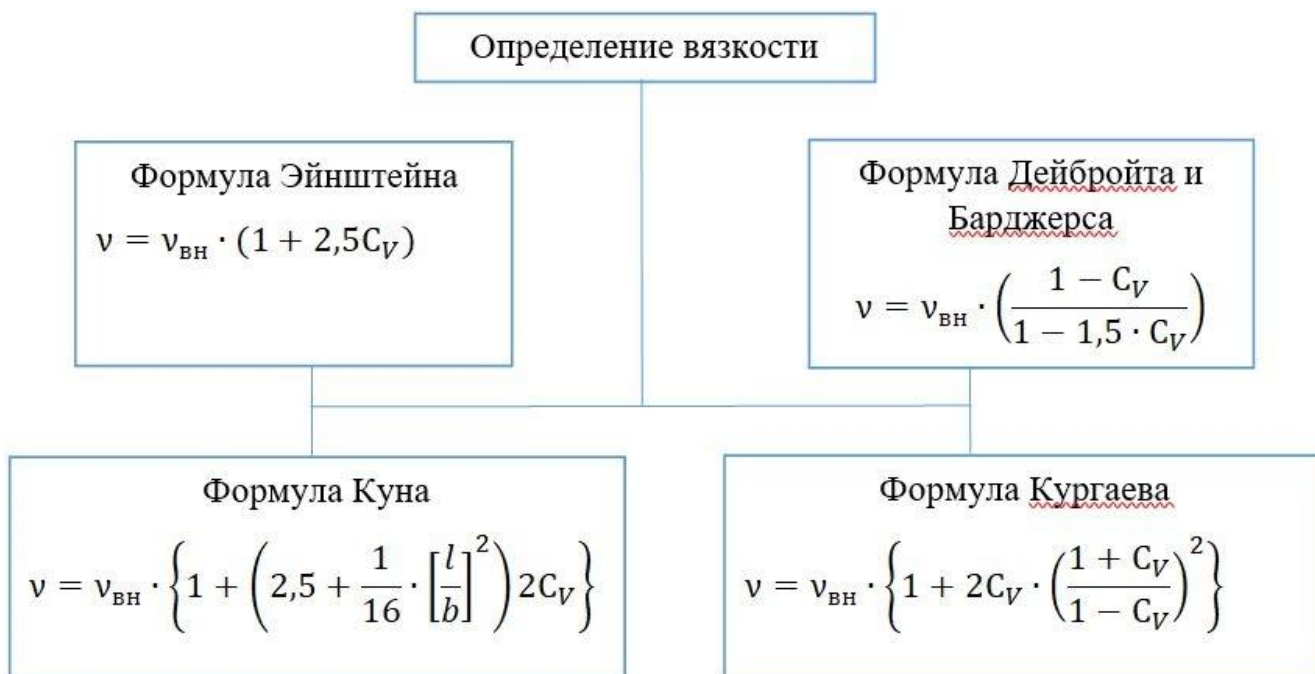 Определение вязкости
Формула Эйнштейна
ν = ν_вн · (1 + 2,5C_V)
Формула Дейбройта и
Барджерса
ν = ν_вн · ((1 − C_V)/(1 − 1,5 · C_V))
Формула Куна
ν = ν_вн · {1 + (2,5 + 1/16 · [l/b]²) 2C_V}
Формула Кургаева
ν = ν_вн · {1 + 2C_V · ((1 + C_V)/(1 − C_V))²}